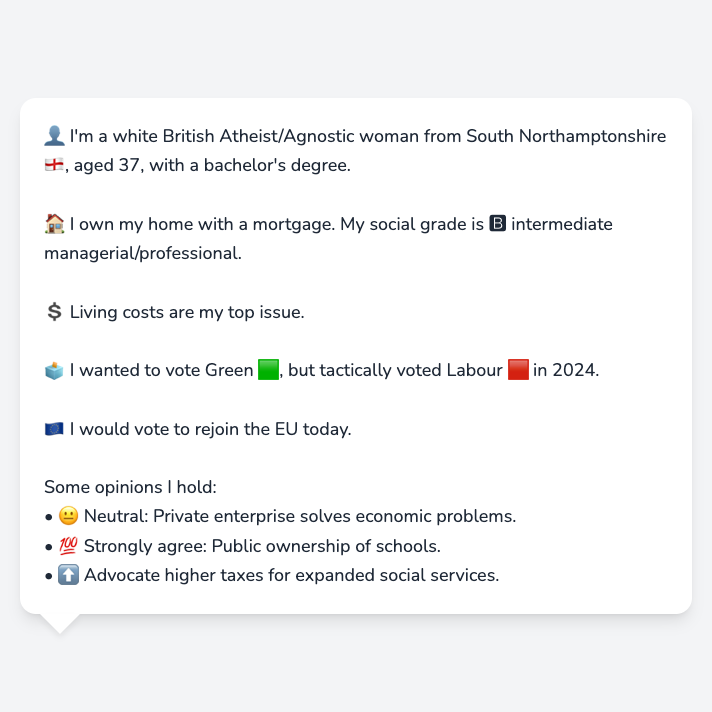 👤 I'm a white British Atheist/Agnostic woman from South Northamptonshire
🏴󠁧󠁢󠁥󠁮󠁧󠁿, aged 37, with a bachelor's degree.
🏠 I own my home with a mortgage. My social grade is 🅱 intermediate
managerial/professional.
💲 Living costs are my top issue.
🗳️ I wanted to vote Green 🟩, but tactically voted Labour 🟥 in 2024.
🇪🇺 I would vote to rejoin the EU today.
Some opinions I hold:
• 😐 Neutral: Private enterprise solves economic problems.
• 💯 Strongly agree: Public ownership of schools.
• ⬆️ Advocate higher taxes for expanded social services.